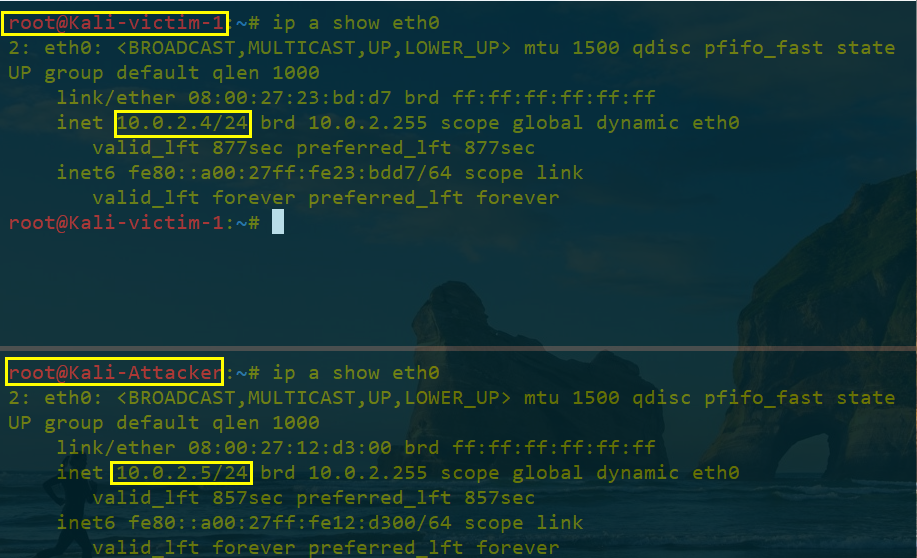 root@Kali-victim-1:~# ip a show eth0
2: eth0: <BROADCAST,MULTICAST,UP,LOWER_UP> mtu 1500 qdisc pfifo_fast state
UP group default qlen 1000
    link/ether 08:00:27:23:bd:d7 brd ff:ff:ff:ff:ff:ff
    inet 10.0.2.4/24 brd 10.0.2.255 scope global dynamic eth0
       valid_lft 877sec preferred_lft 877sec
    inet6 fe80::a00:27ff:fe23:bdd7/64 scope link
       valid_lft forever preferred_lft forever
root@Kali-victim-1:~#
root@Kali-Attacker:~# ip a show eth0
2: eth0: <BROADCAST,MULTICAST,UP,LOWER_UP> mtu 1500 qdisc pfifo_fast state
UP group default qlen 1000
    link/ether 08:00:27:12:d3:00 brd ff:ff:ff:ff:ff:ff
    inet 10.0.2.5/24 brd 10.0.2.255 scope global dynamic eth0
       valid_lft 857sec preferred_lft 857sec
    inet6 fe80::a00:27ff:fe12:d300/64 scope link
       valid_lft forever preferred_lft forever